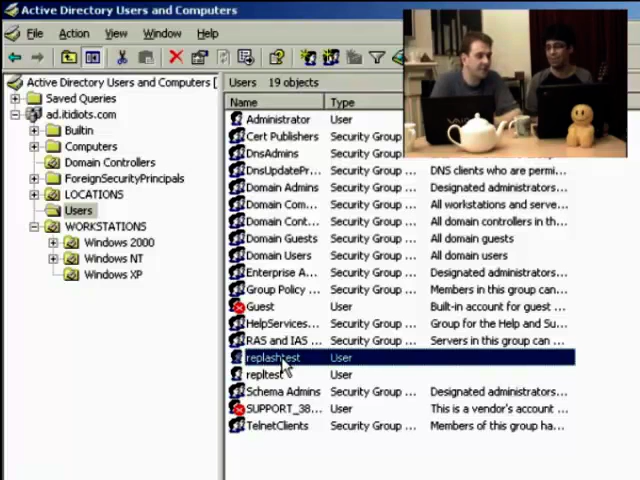 Active Directory Users and Computers
File Action View Window Help
Active Directory Users and Computers [
Saved Queries
ad.itidiots.com
Builtin
Computers
Domain Controllers
ForeignSecurityPrincipals
LOCATIONS
Users
WORKSTATIONS
Windows 2000
Windows NT
Windows XP
Users 19 objects
Name Type
Administrator User
Cert Publishers Security Group
DnsAdmins Security Group ...
DnsUpdatePr... Security Group ... DNS clients who are permi...
Domain Admins Security Group ... Designated administrators...
Domain Com... Security Group ... All workstations and serve...
Domain Cont... Security Group ... All domain controllers in th...
Domain Guests Security Group ... All domain guests
Domain Users Security Group ... All domain users
Enterprise A... Security Group ... Designated administrators...
Group Policy ... Security Group ... Members in this group can...
Guest User Built-in account for guest ...
HelpServices... Security Group ... Group for the Help and Su...
RAS and IAS ... Security Group ... Servers in this group can ...
replashtest User
repltest User
Schema Admins Security Group ... Designated administrators...
SUPPORT_38... User This is a vendor's account ...
TelnetClients Security Group ... Members of this group ha...